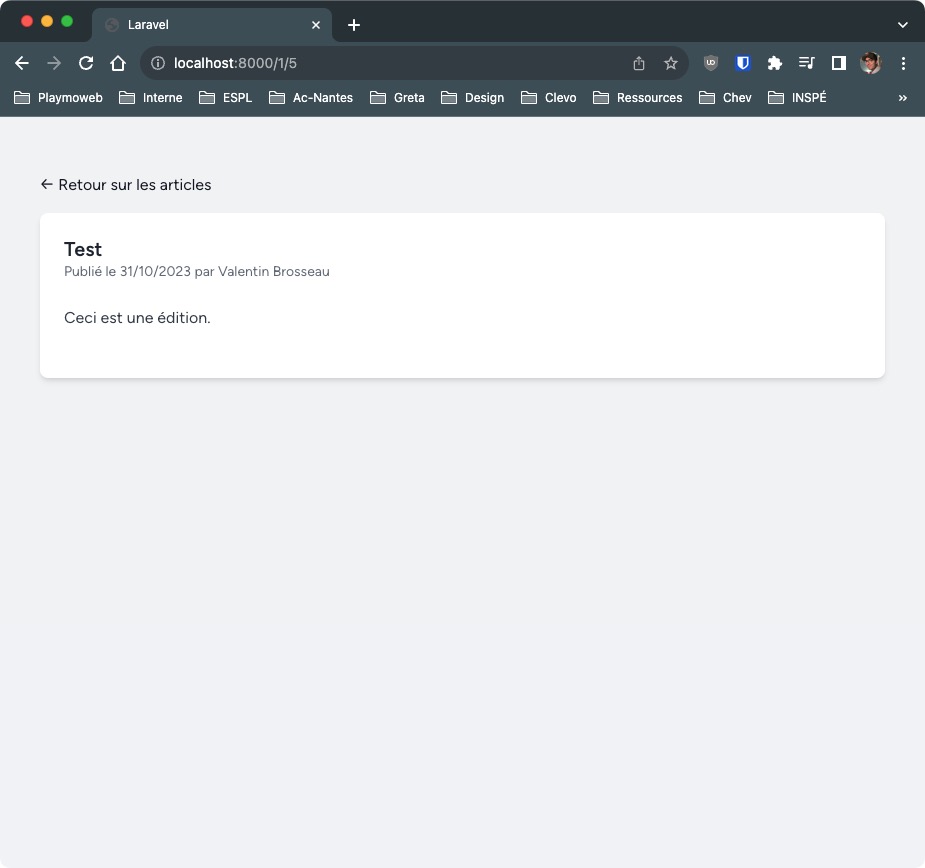 Laravel
localhost:8000/1/5
Playmoweb Interne ESPL Ac-Nantes Greta Design Clevo Ressources Chev INSPÉ »
← Retour sur les articles
Test
Publié le 31/10/2023 par Valentin Brosseau
Ceci est une édition.